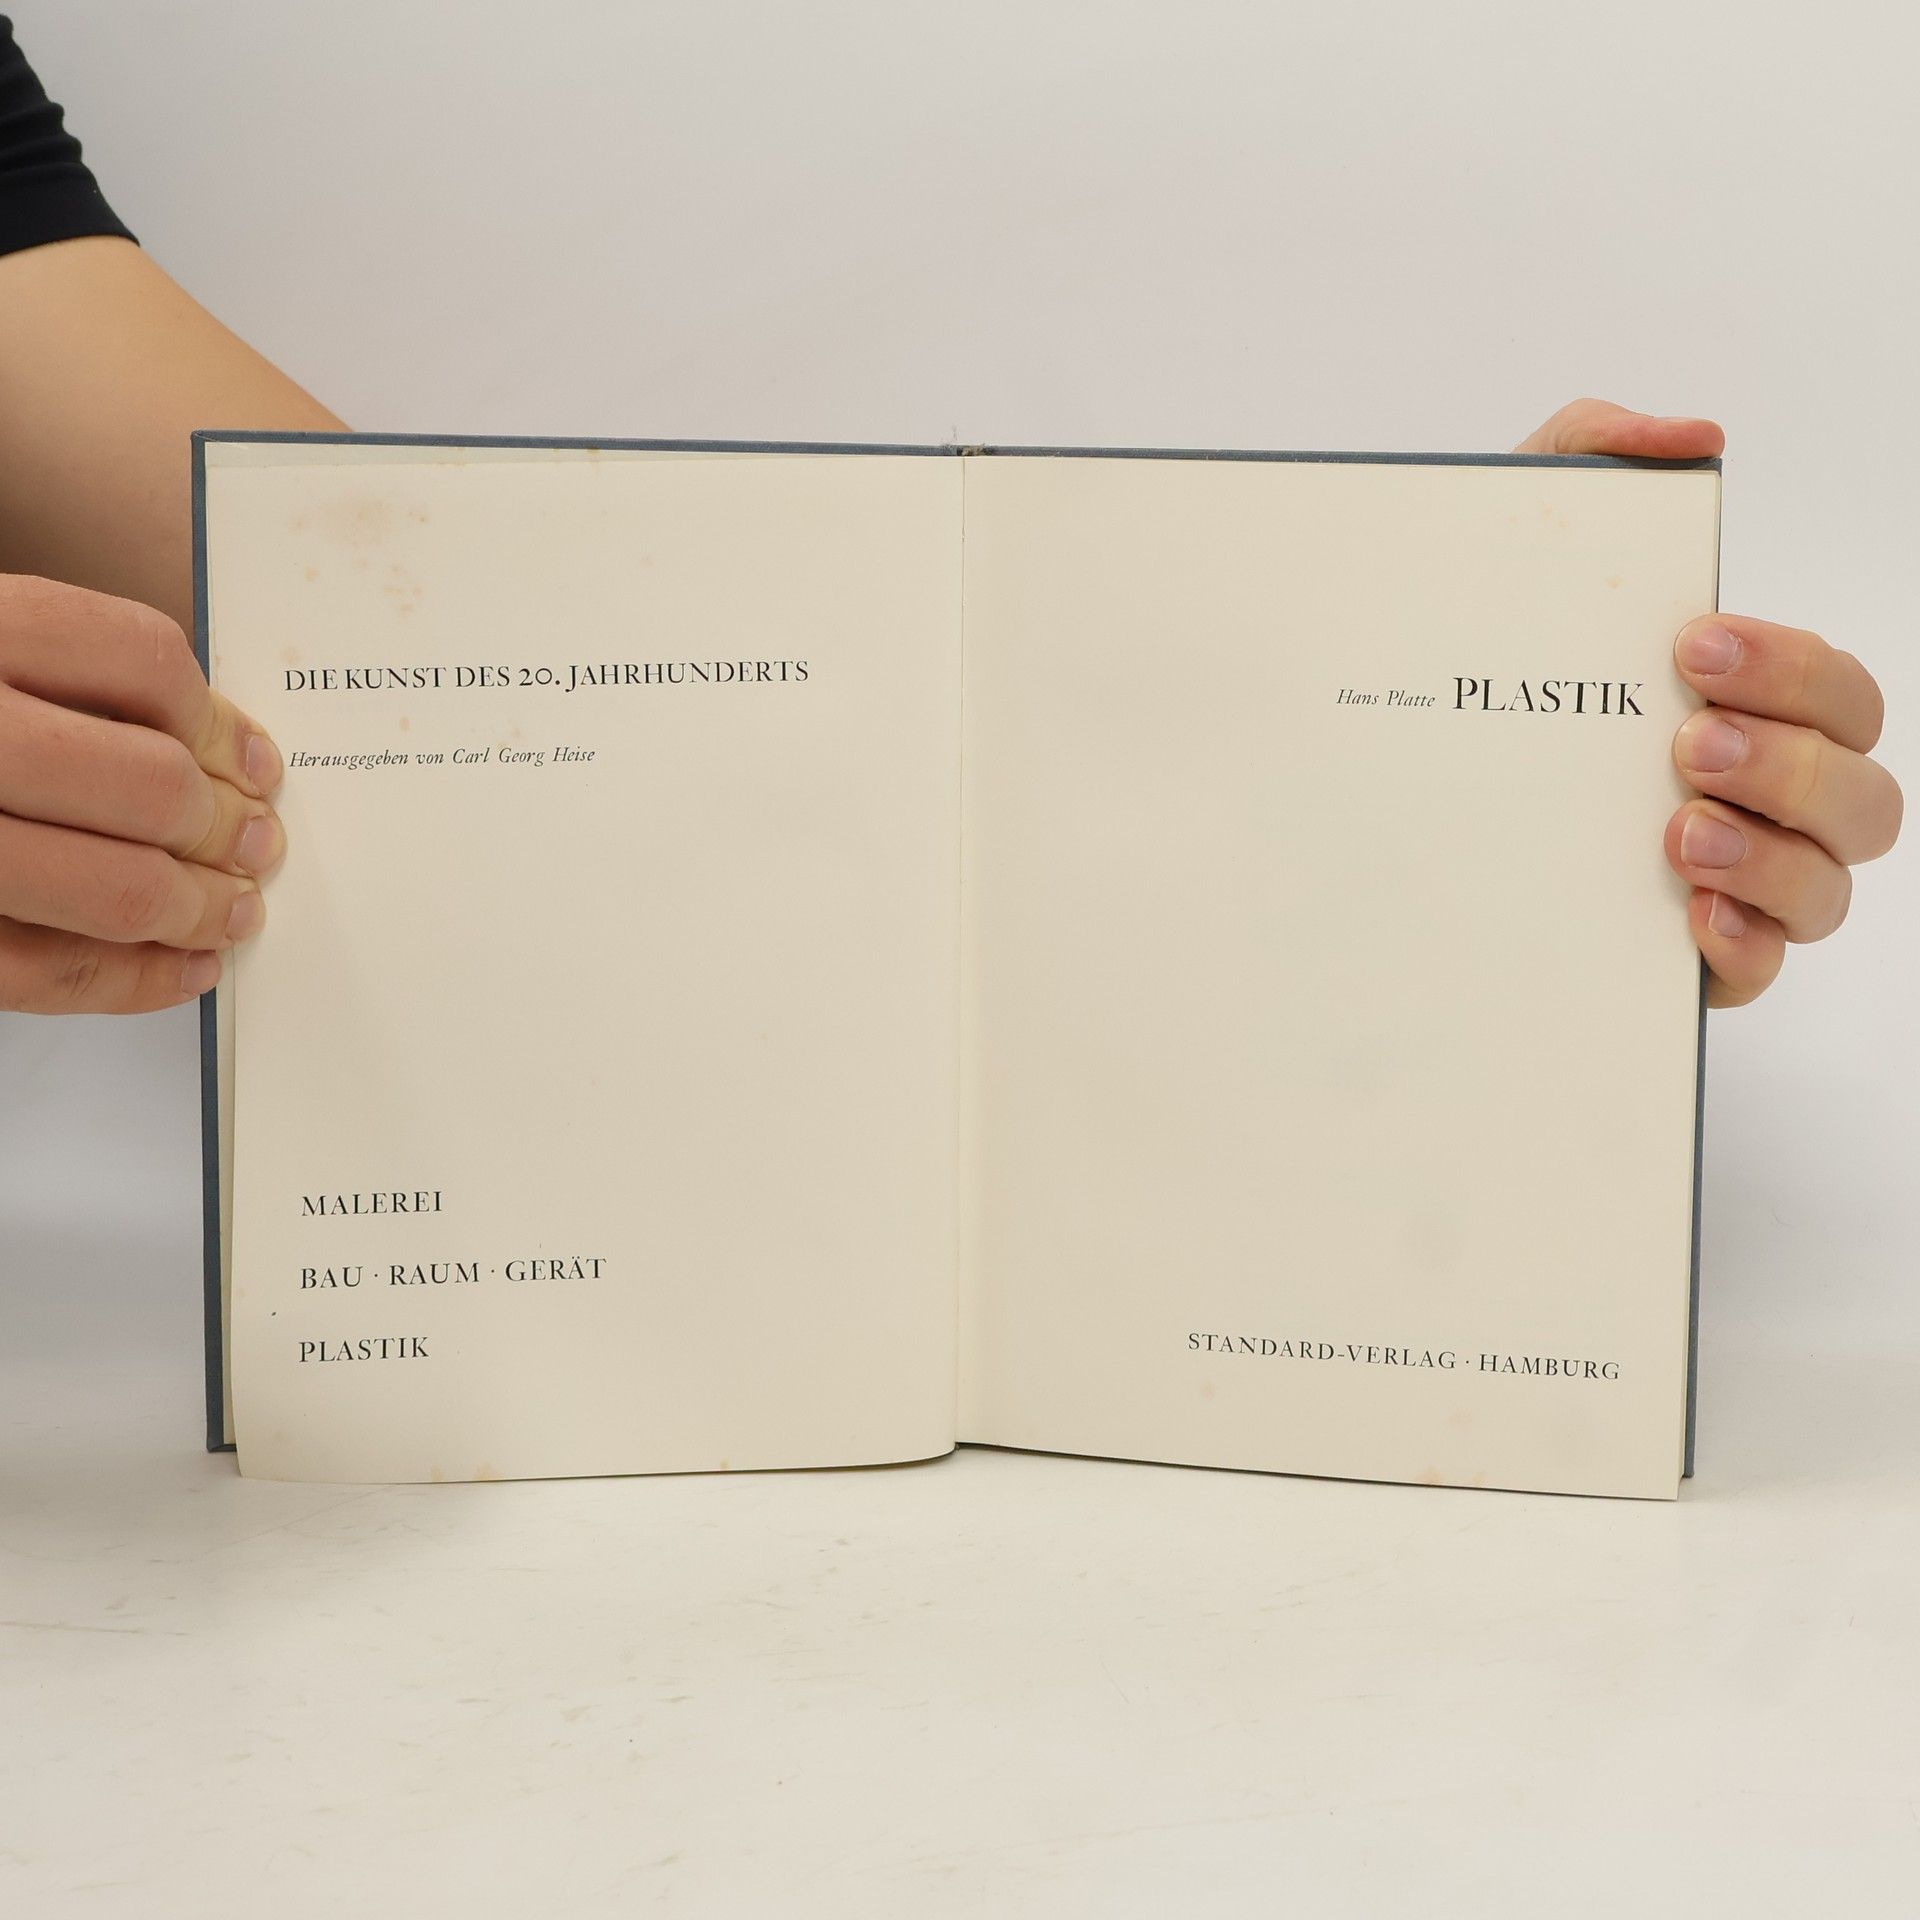 DIE KUNST DES 20. JAHRHUNDERTS
Herausgegeben von Carl Georg Heise
MALEREI
BAU · RAUM · GERÄT
PLASTIK
Hans Platte PLASTIK
STANDARD-VERLAG · HAMBURG